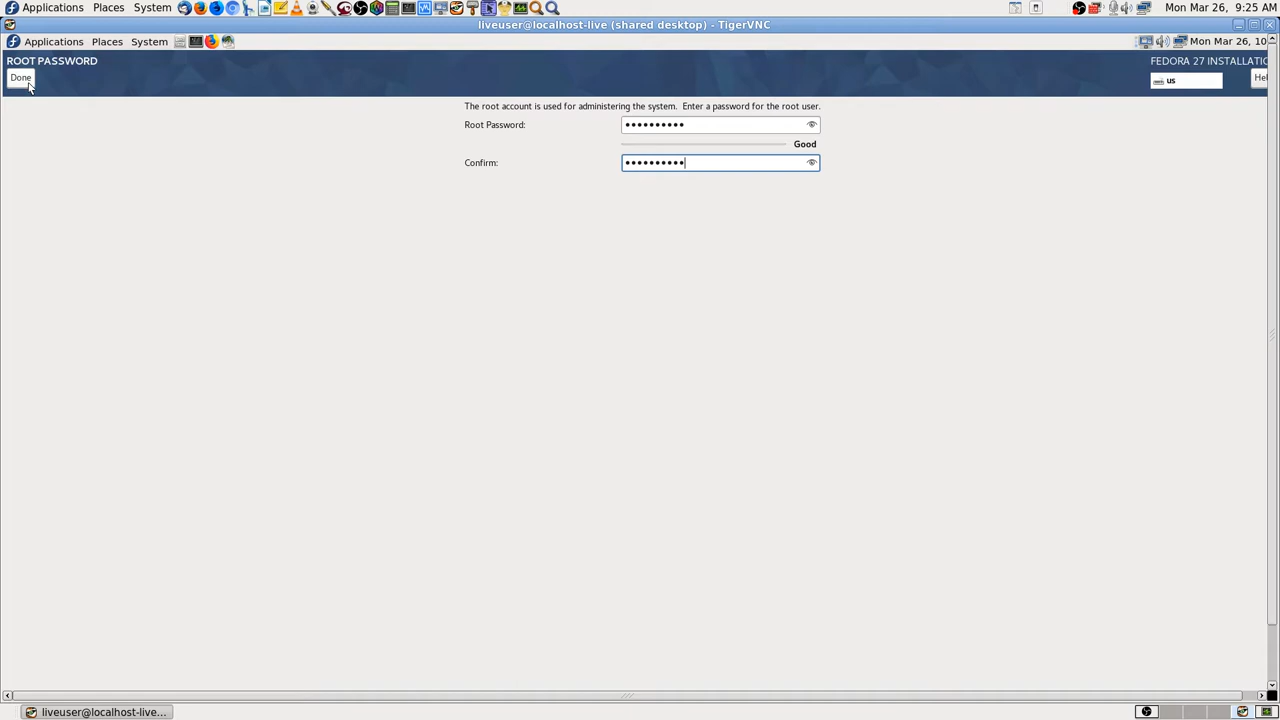 Applications Places System Mon Mar 26, 9:25 AM
liveuser@localhost-live (shared desktop) - TigerVNC
Applications Places System Mon Mar 26, 10
ROOT PASSWORD FEDORA 27 INSTALLATIO
Done us Hel
The root account is used for administering the system. Enter a password for the root user.
Root Password: ••••••••••
Good
Confirm: ••••••••••
liveuser@localhost-live...